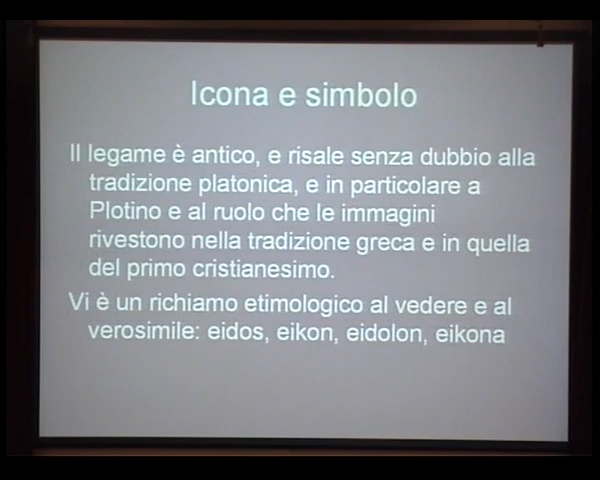 Icona e simbolo
Il legame è antico, e risale senza dubbio alla
tradizione platonica, e in particolare a
Plotino e al ruolo che le immagini
rivestono nella tradizione greca e in quella
del primo cristianesimo.
Vi è un richiamo etimologico al vedere e al
verosimile: eidos, eikon, eidolon, eikona